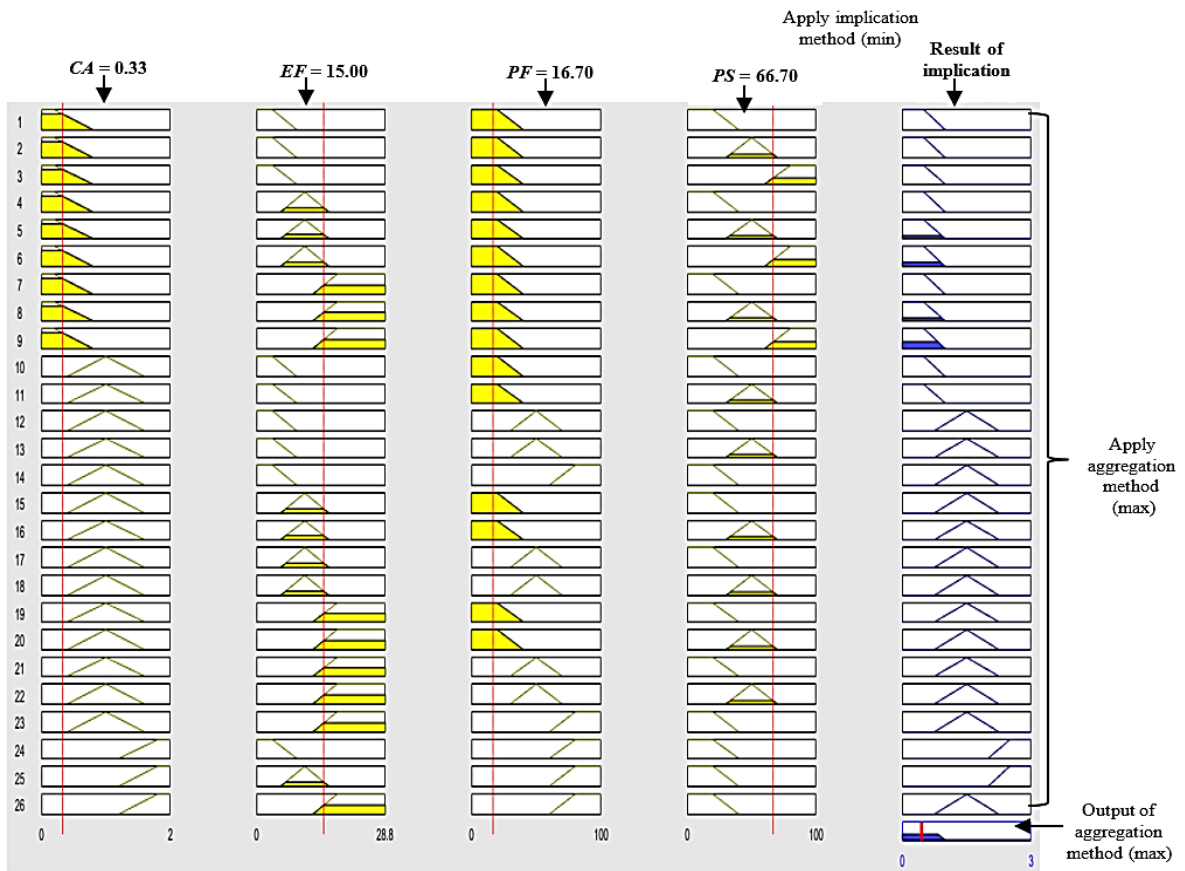 Apply implication
method (min)
Result of
implication
CA = 0.33
EF = 15.00
PF = 16.70
PS = 66.70
1
2
3
4
5
6
7
8
9
10
11
12
13
14
15
16
17
18
19
20
21
22
23
24
25
26
Apply
aggregation
method
(max)
Output of
aggregation
method (max)
0 2 0 28.8 0 100 0 100
0 3